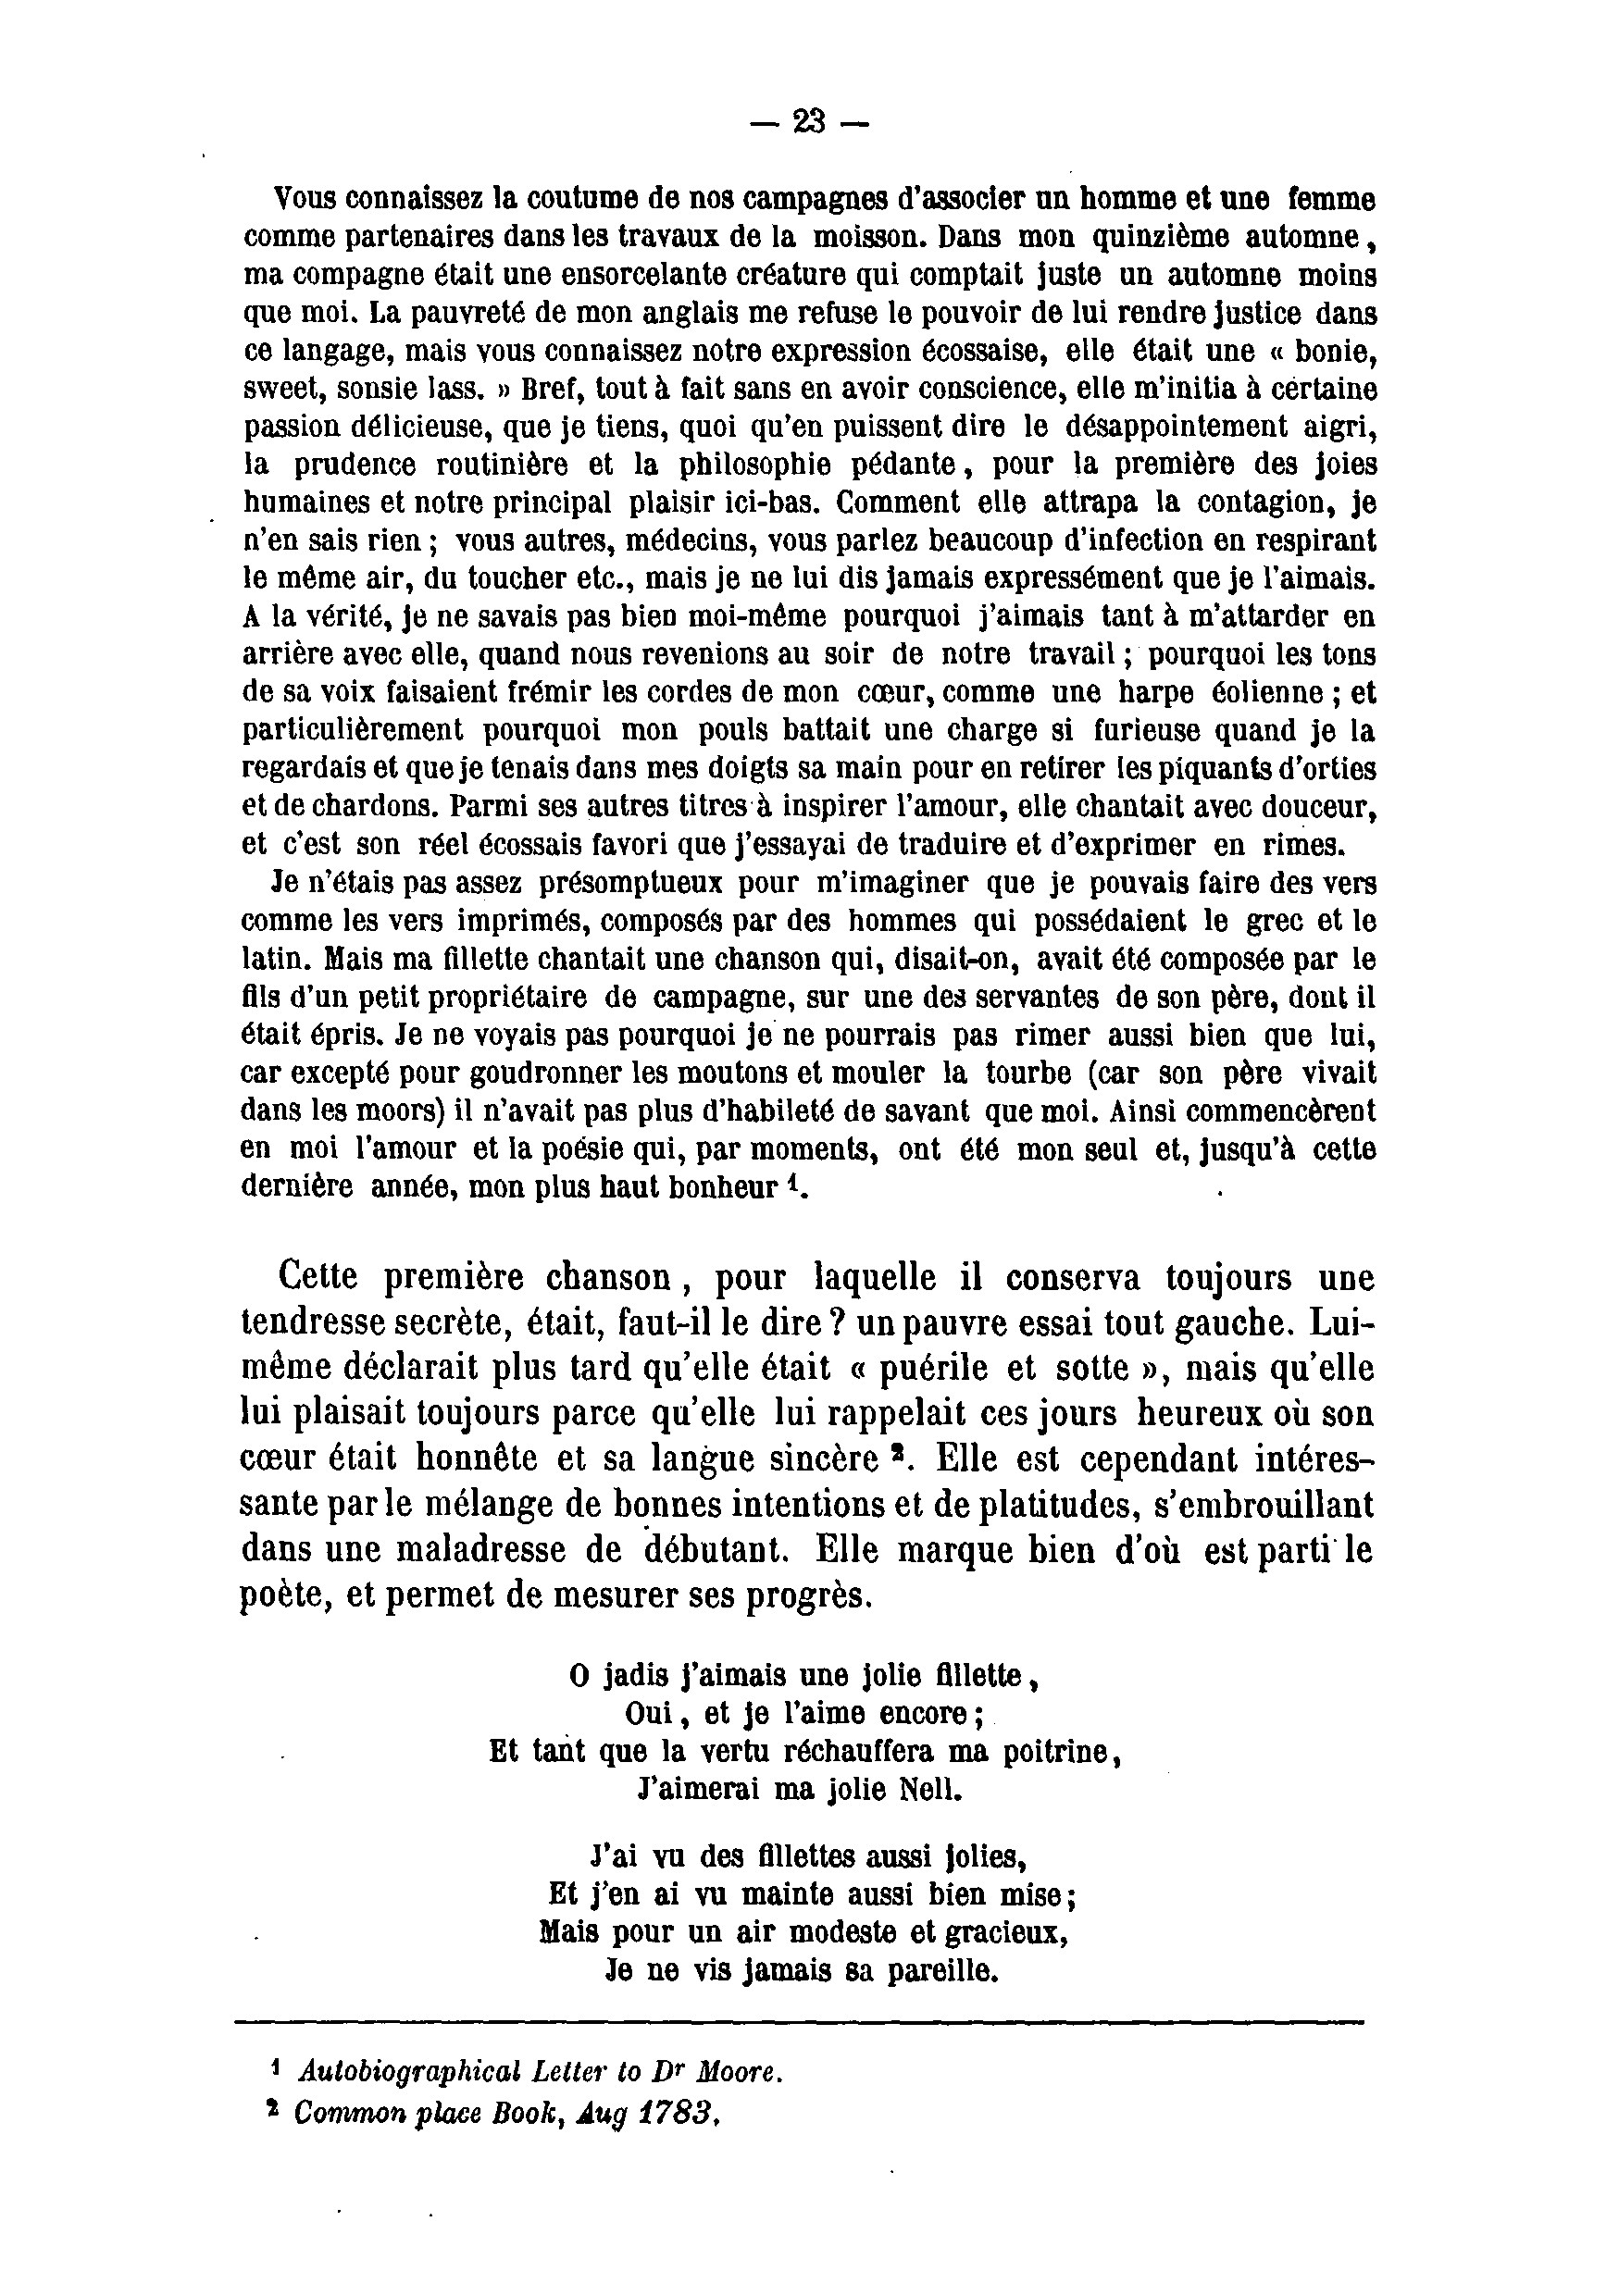 — 23 —
Vous connaissez la coutume de nos campagnes d'associer un homme et une femme
comme partenaires dans les travaux de la moisson. Dans mon quinzième automne,
ma compagne était une ensorcelante créature qui comptait juste un automne moins
que moi. La pauvreté de mon anglais me refuse le pouvoir de lui rendre justice dans
ce langage, mais vous connaissez notre expression écossaise, elle était une « bonie,
sweet, sonsie lass. » Bref, tout à fait sans en avoir conscience, elle m'initia à certaine
passion délicieuse, que je tiens, quoi qu'en puissent dire le désappointement aigri,
la prudence routinière et la philosophie pédante, pour la première des joies
humaines et notre principal plaisir ici-bas. Comment elle attrapa la contagion, je
n'en sais rien ; vous autres, médecins, vous parlez beaucoup d'infection en respirant
le même air, du toucher etc., mais je ne lui dis jamais expressément que je l'aimais.
A la vérité, je ne savais pas bien moi-même pourquoi j'aimais tant à m'attarder en
arrière avec elle, quand nous revenions au soir de notre travail ; pourquoi les tons
de sa voix faisaient frémir les cordes de mon cœur, comme une harpe éolienne ; et
particulièrement pourquoi mon pouls battait une charge si furieuse quand je la
regardais et que je tenais dans mes doigts sa main pour en retirer les piquants d'orties
et de chardons. Parmi ses autres titres à inspirer l'amour, elle chantait avec douceur,
et c'est son réel écossais favori que j'essayai de traduire et d'exprimer en rimes.
Je n'étais pas assez présomptueux pour m'imaginer que je pouvais faire des vers
comme les vers imprimés, composés par des hommes qui possédaient le grec et le
latin. Mais ma fillette chantait une chanson qui, disait-on, avait été composée par le
fils d'un petit propriétaire de campagne, sur une des servantes de son père, dont il
était épris. Je ne voyais pas pourquoi je ne pourrais pas rimer aussi bien que lui,
car excepté pour goudronner les moutons et mouler la tourbe (car son père vivait
dans les moors) il n'avait pas plus d'habileté de savant que moi. Ainsi commencèrent
en moi l'amour et la poésie qui, par moments, ont été mon seul et, jusqu'à cette
dernière année, mon plus haut bonheur 1.
Cette première chanson, pour laquelle il conserva toujours une
tendresse secrète, était, faut-il le dire ? un pauvre essai tout gauche. Lui-
même déclarait plus tard qu'elle était « puérile et sotte », mais qu'elle
lui plaisait toujours parce qu'elle lui rappelait ces jours heureux où son
cœur était honnête et sa langue sincère 2. Elle est cependant intéres-
sante par le mélange de bonnes intentions et de platitudes, s'embrouillant
dans une maladresse de débutant. Elle marque bien d'où est parti le
poète, et permet de mesurer ses progrès.
O jadis j'aimais une jolie fillette,
Oui, et je l'aime encore ;
Et tant que la vertu réchauffera ma poitrine,
J'aimerai ma jolie Nell.
J'ai vu des fillettes aussi jolies,
Et j'en ai vu mainte aussi bien mise ;
Mais pour un air modeste et gracieux,
Je ne vis jamais sa pareille.
1 Autobiographical Letter to Dr Moore.
2 Common place Book, Aug 1783.